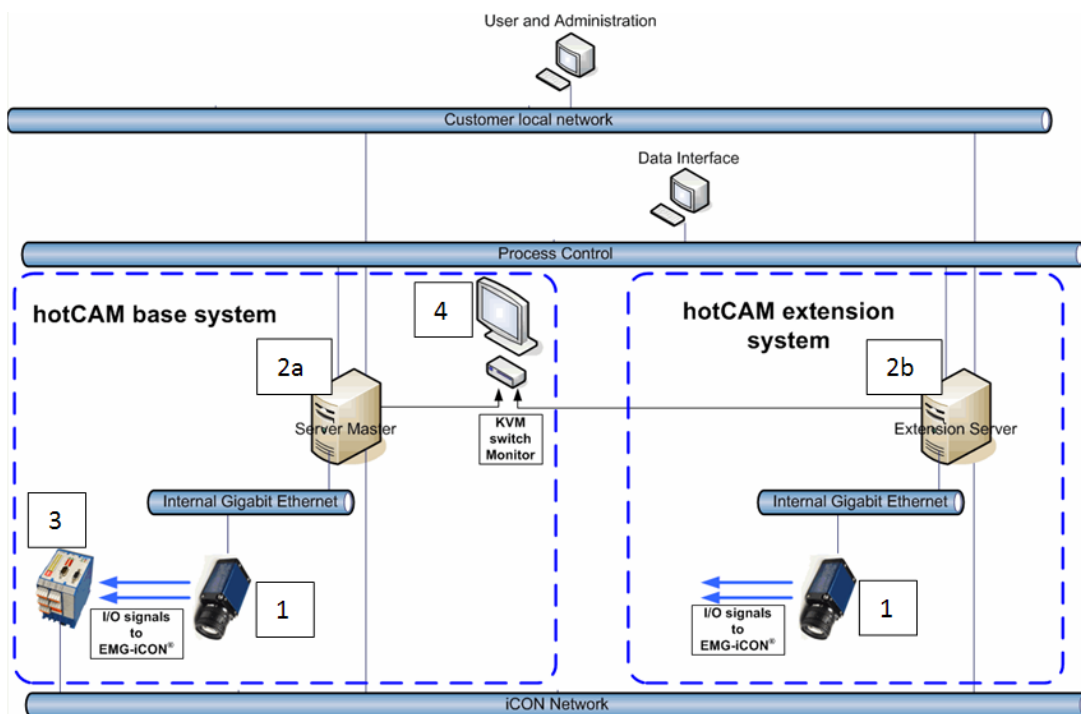 User and Administration
Customer local network
Data Interface
Process Control
hotCAM base system
4
hotCAM extension
system
2a
2b
Server Master
KVM
switch
Monitor
Extension Server
Internal Gigabit Ethernet
Internal Gigabit Ethernet
3
1
1
I/O signals
to
EMG-iCON®
I/O signals
to
EMG-iCON®
iCON Network